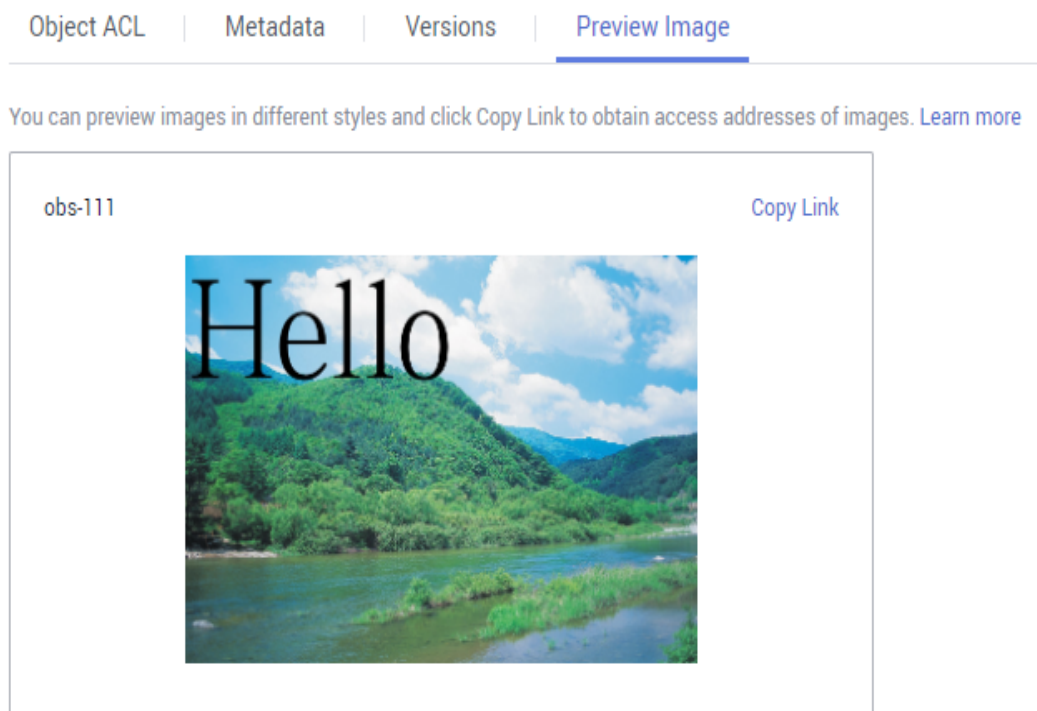 Object ACL Metadata Versions Preview Image
You can preview images in different styles and click Copy Link to obtain access addresses of images. Learn more
obs-111 Copy Link
Hello